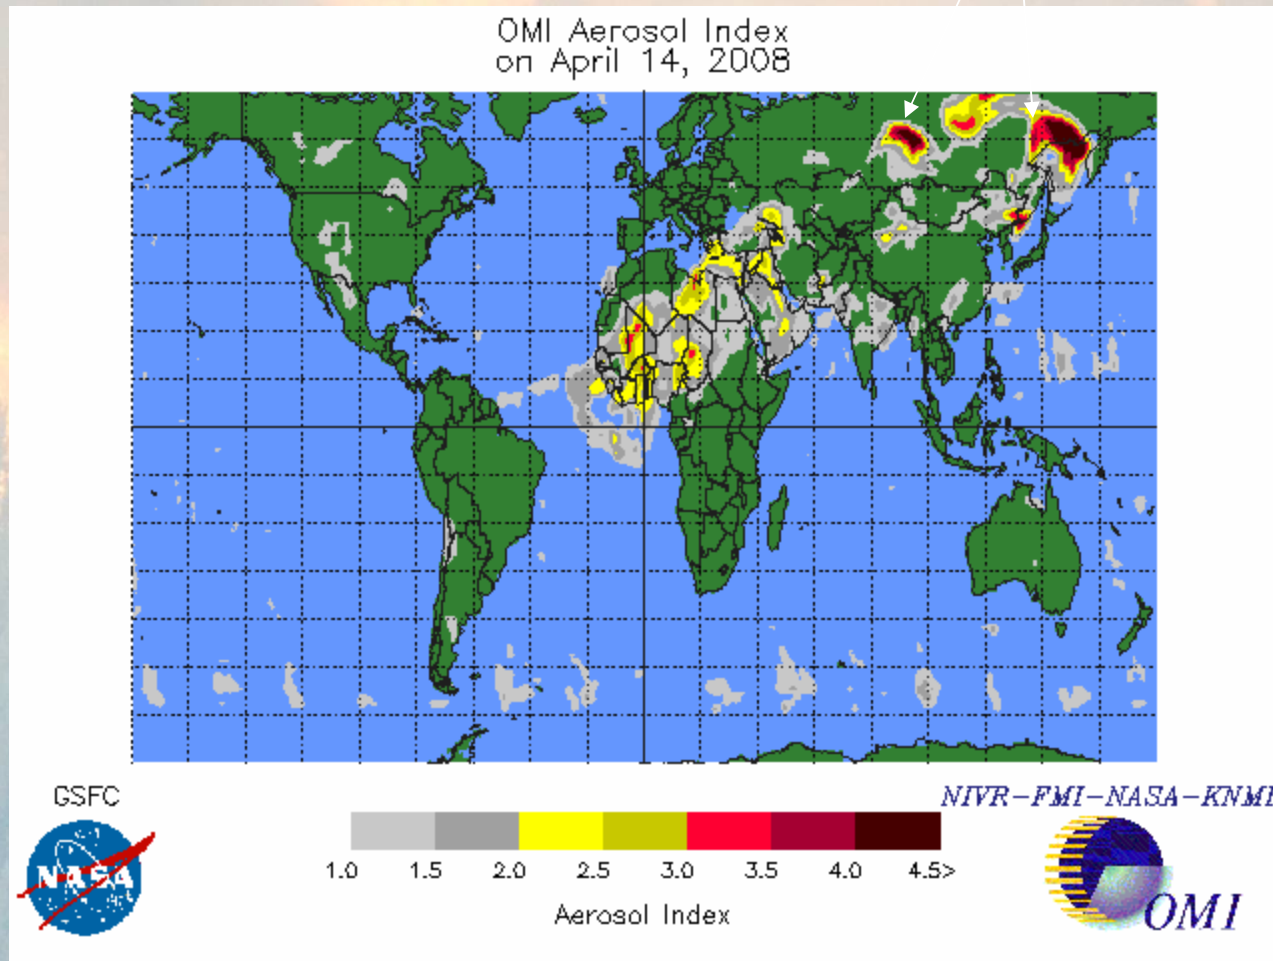 OMI Aerosol Index
on April 14, 2008
GSFC
NIVR-FMI-NASA-KNMI
NASA
1.0 1.5 2.0 2.5 3.0 3.5 4.0 4.5>
Aerosol Index
OMI